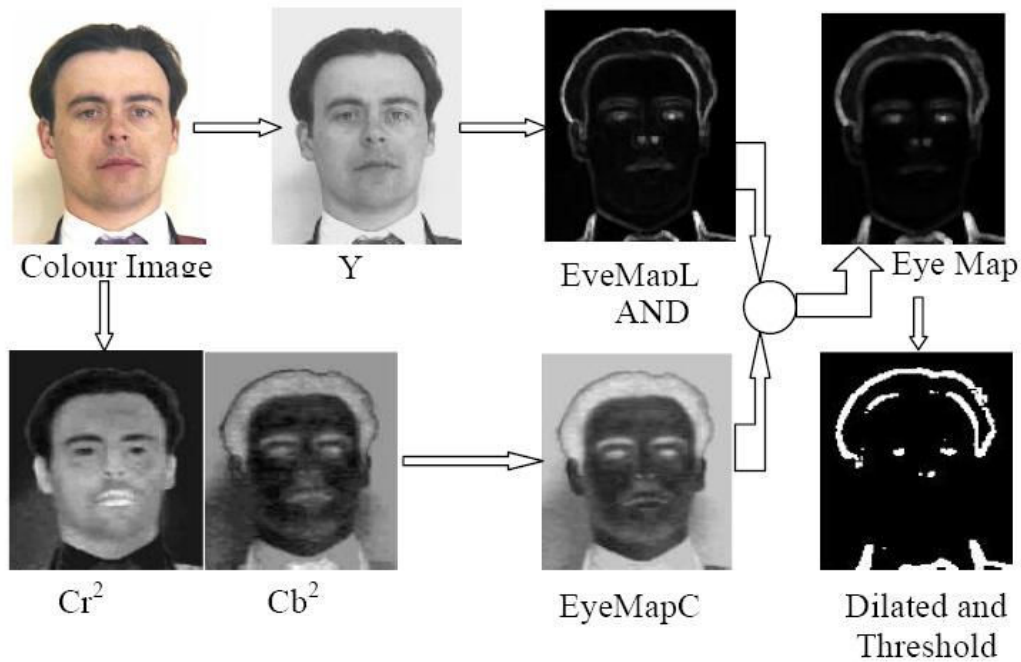 Colour Image
Y
EyeMapL
AND
Eye Map
Cr²
Cb²
EyeMapC
Dilated and
Threshold